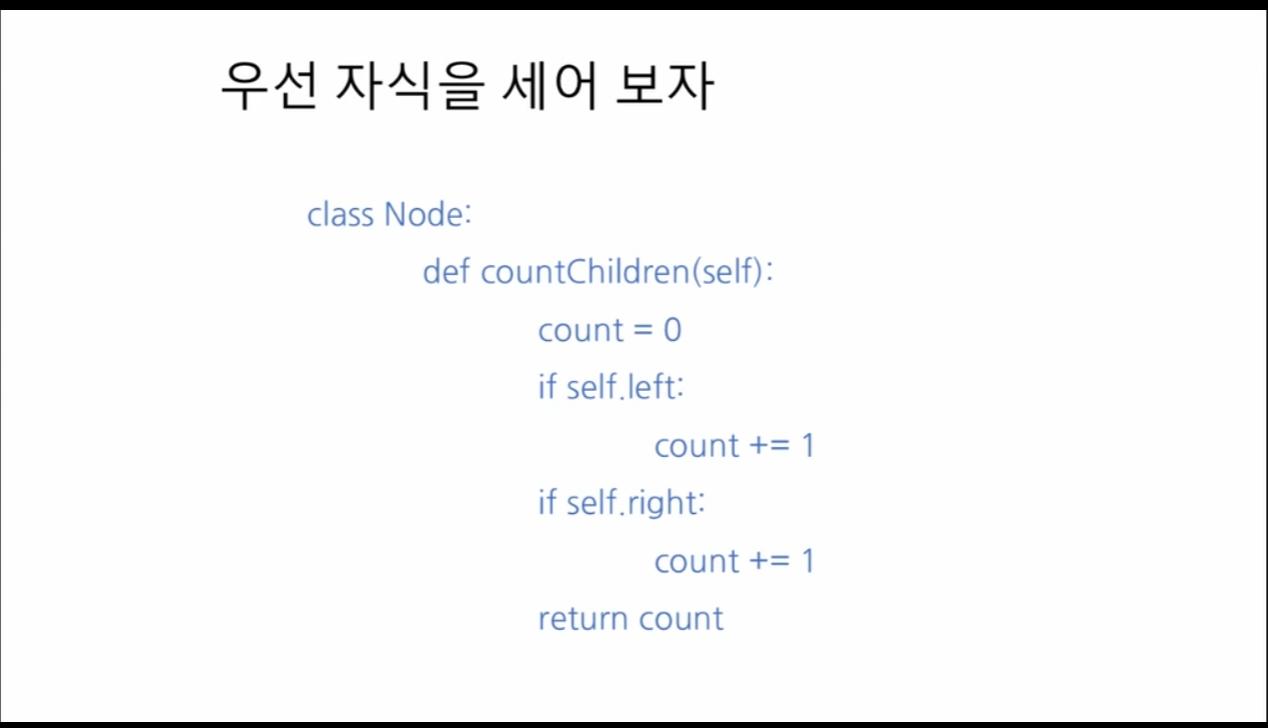 우선 자식을 세어 보자
class Node:
def countChildren(self):
count = 0
if self.left:
count += 1
if self.right:
count += 1
return count